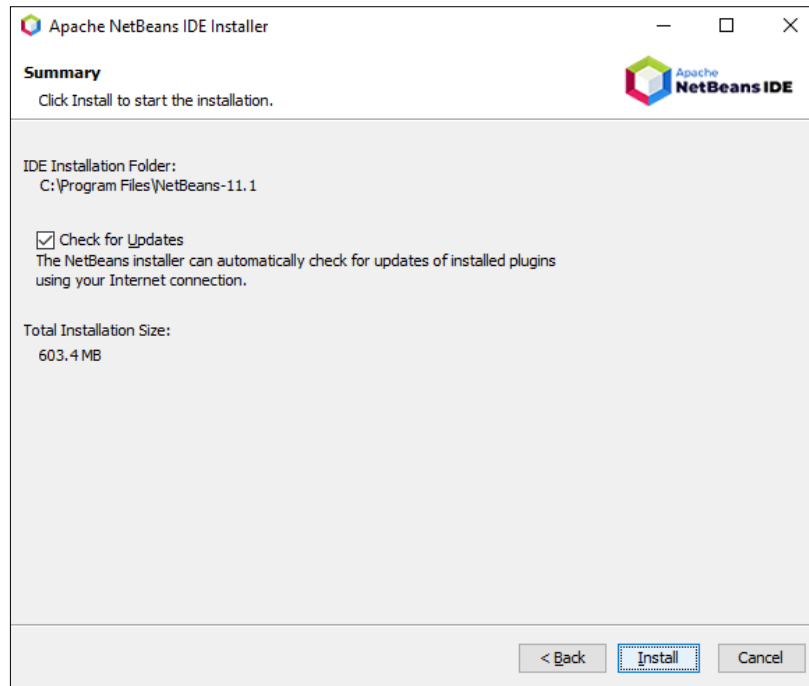 Apache NetBeans IDE Installer
Summary
Click Install to start the installation.
Apache
NetBeans IDE
IDE Installation Folder:
C:\Program Files\NetBeans-11.1
Check for Updates
The NetBeans installer can automatically check for updates of installed plugins
using your Internet connection.
Total Installation Size:
603.4 MB
< Back Install Cancel